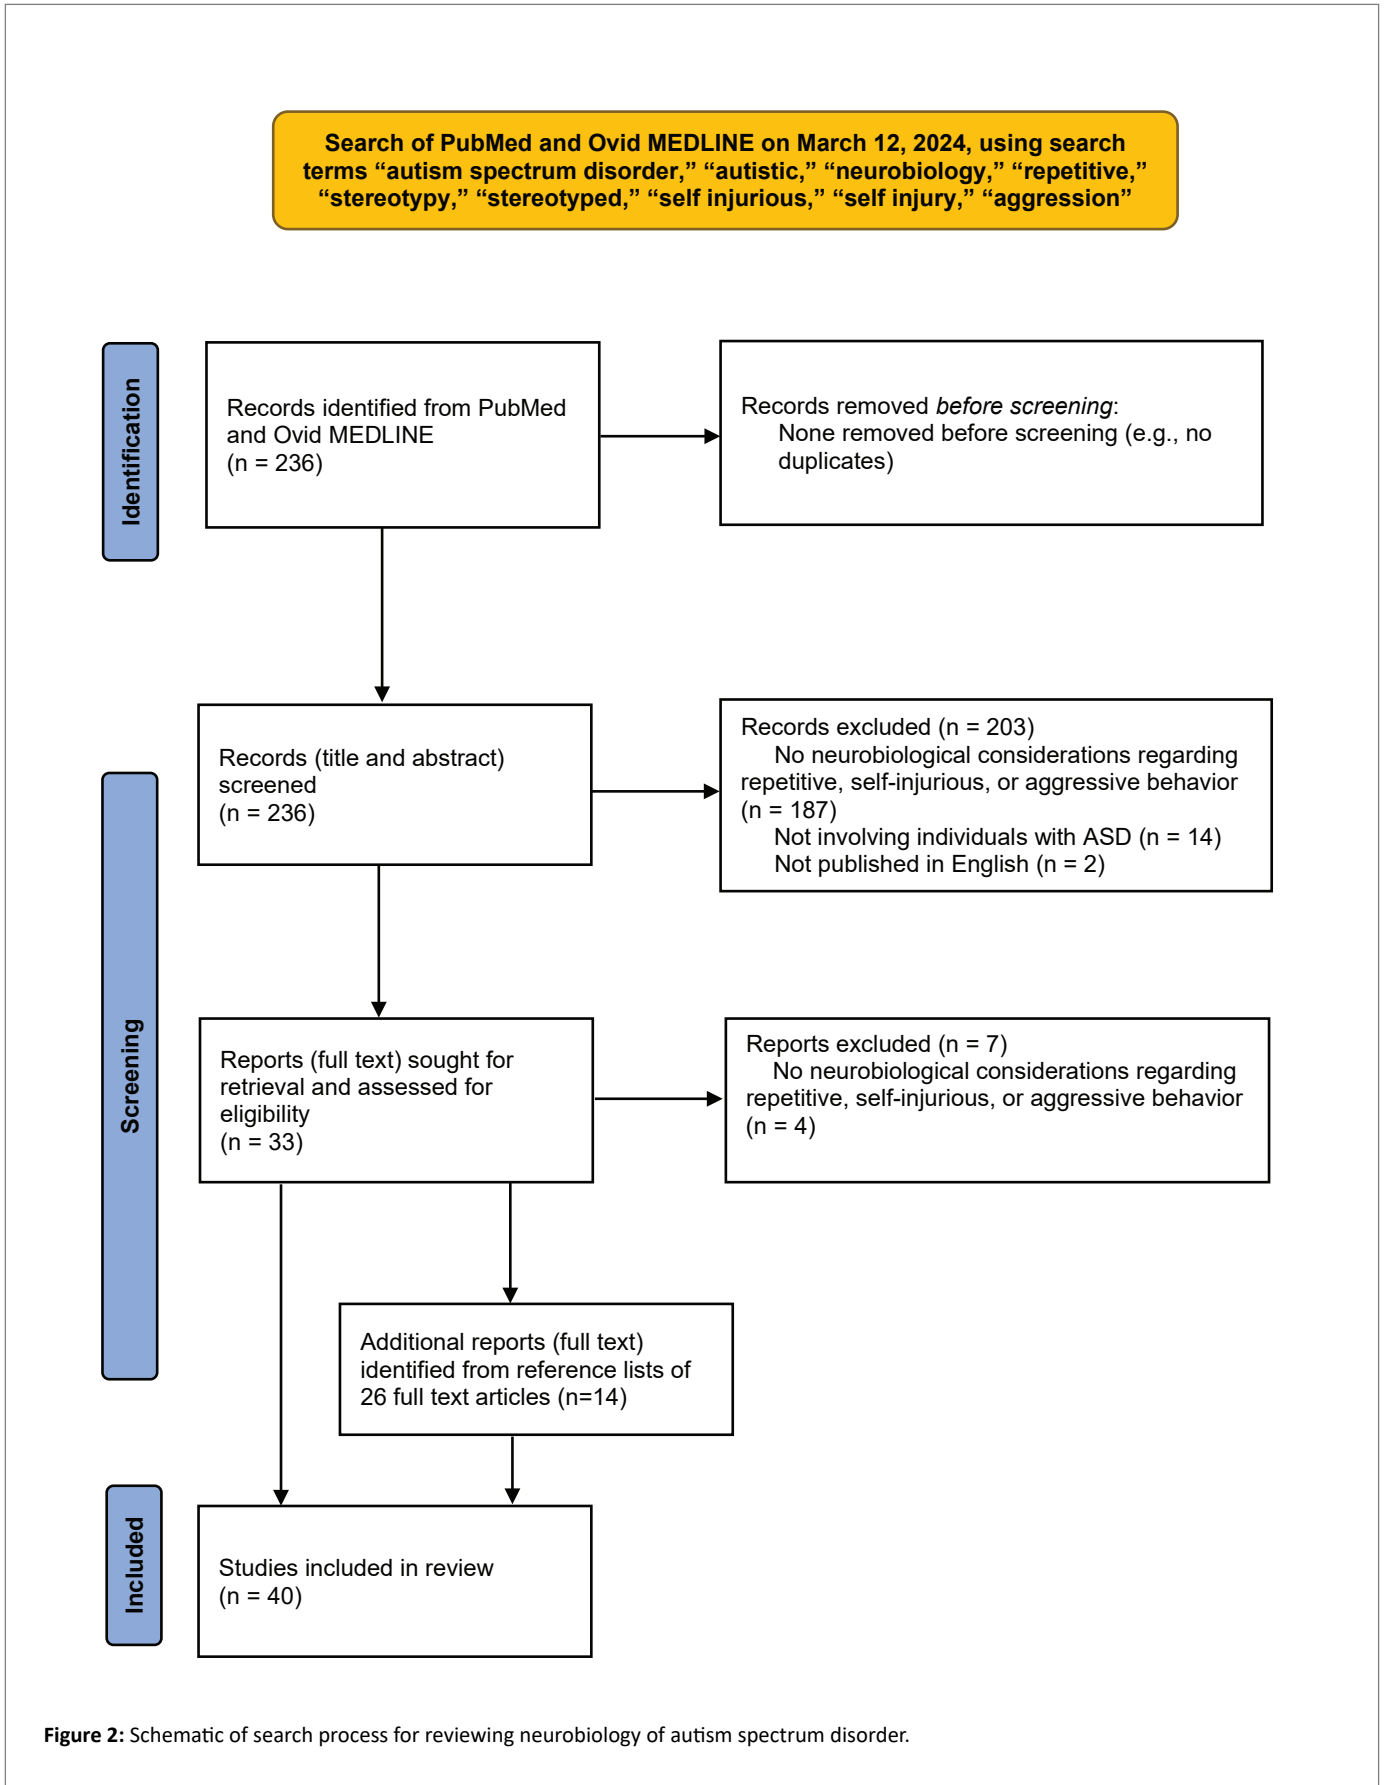 Search of PubMed and Ovid MEDLINE on March 12, 2024, using search
terms “autism spectrum disorder,” “autistic,” “neurobiology,” “repetitive,”
“stereotypy,” “stereotyped,” “self injurious,” “self injury,” “aggression”
Identification
Records identified from PubMed
and Ovid MEDLINE
(n = 236)
Records removed before screening:
None removed before screening (e.g., no
duplicates)
Screening
Records (title and abstract)
screened
(n = 236)
Records excluded (n = 203)
No neurobiological considerations regarding
repetitive, self-injurious, or aggressive behavior
(n = 187)
Not involving individuals with ASD (n = 14)
Not published in English (n = 2)
Reports (full text) sought for
retrieval and assessed for
eligibility
(n = 33)
Reports excluded (n = 7)
No neurobiological considerations regarding
repetitive, self-injurious, or aggressive behavior
(n = 4)
Additional reports (full text)
identified from reference lists of
26 full text articles (n=14)
Included
Studies included in review
(n = 40)
Figure 2: Schematic of search process for reviewing neurobiology of autism spectrum disorder.